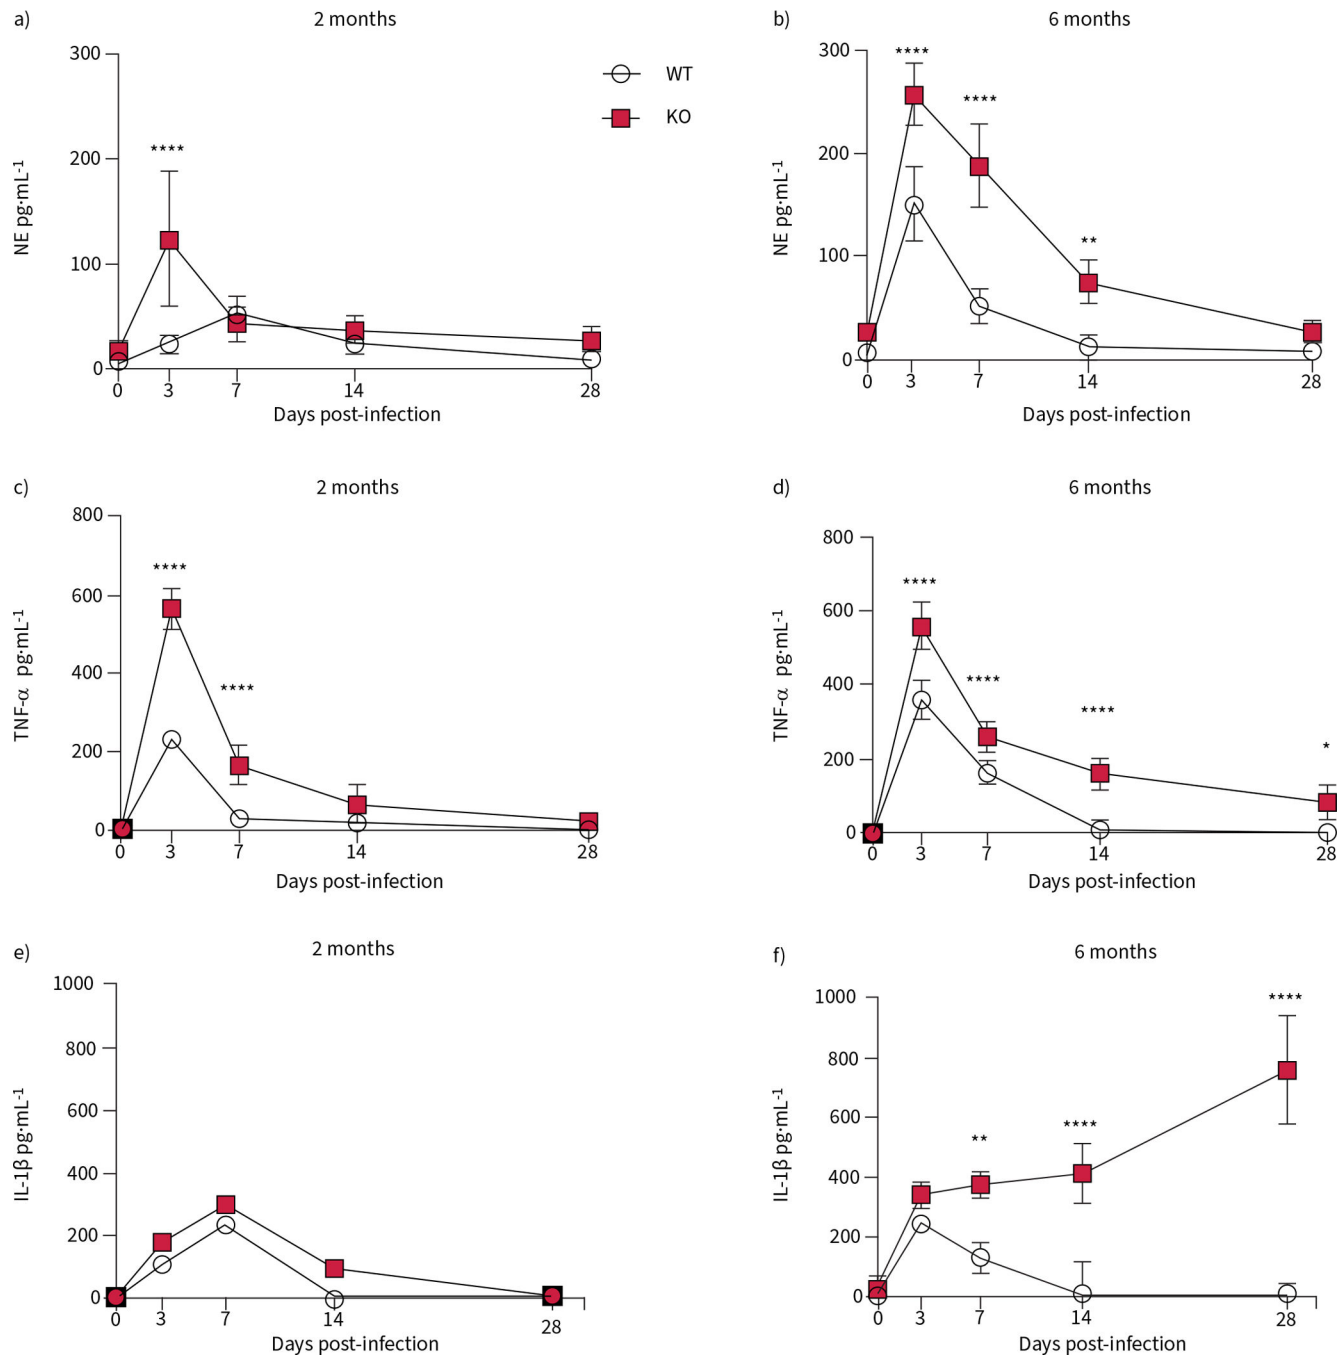 a) 2 months
300
200
100
0
NE pg·mL-1
****
WT
KO
0 3 7 14 28
Days post-infection
b) 6 months
300
200
100
0
NE pg·mL-1
****
****
**
0 3 7 14 28
Days post-infection
c) 2 months
800
600
400
200
0
TNF-α pg·mL-1
****
****
0 3 7 14 28
Days post-infection
d) 6 months
800
600
400
200
0
TNF-α pg·mL-1
****
****
****
*
0 3 7 14 28
Days post-infection
e) 2 months
1000
800
600
400
200
0
IL-1β pg·mL-1
0 3 7 14 28
Days post-infection
f) 6 months
1000
800
600
400
200
0
IL-1β pg·mL-1
**
****
****
0 3 7 14 28
Days post-infection